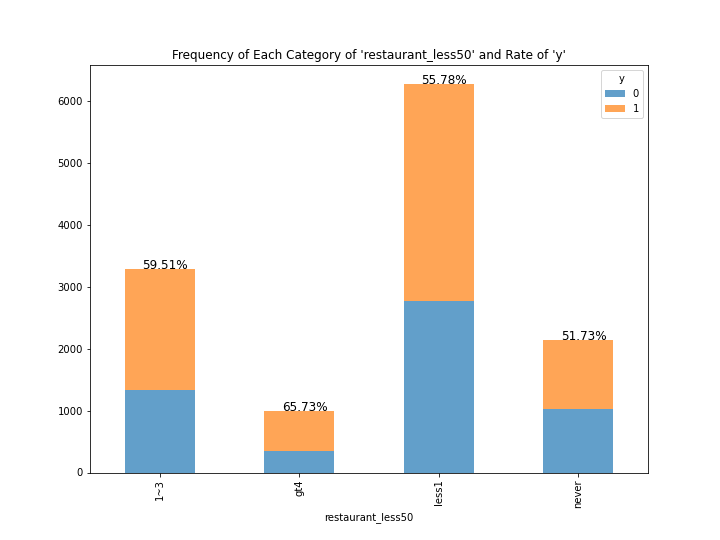 Frequency of Each Category of 'restaurant_less50' and Rate of 'y'
y
0
1
6000
5000
4000
3000
2000
1000
0
59.51%
65.73%
55.78%
51.73%
1~3
gt4
less1
never
restaurant_less50